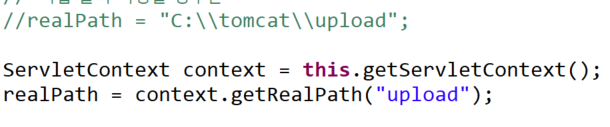 //realPath = "C:\\tomcat\\upload";
ServletContext context = this.getServletContext();
realPath = context.getRealPath("upload");